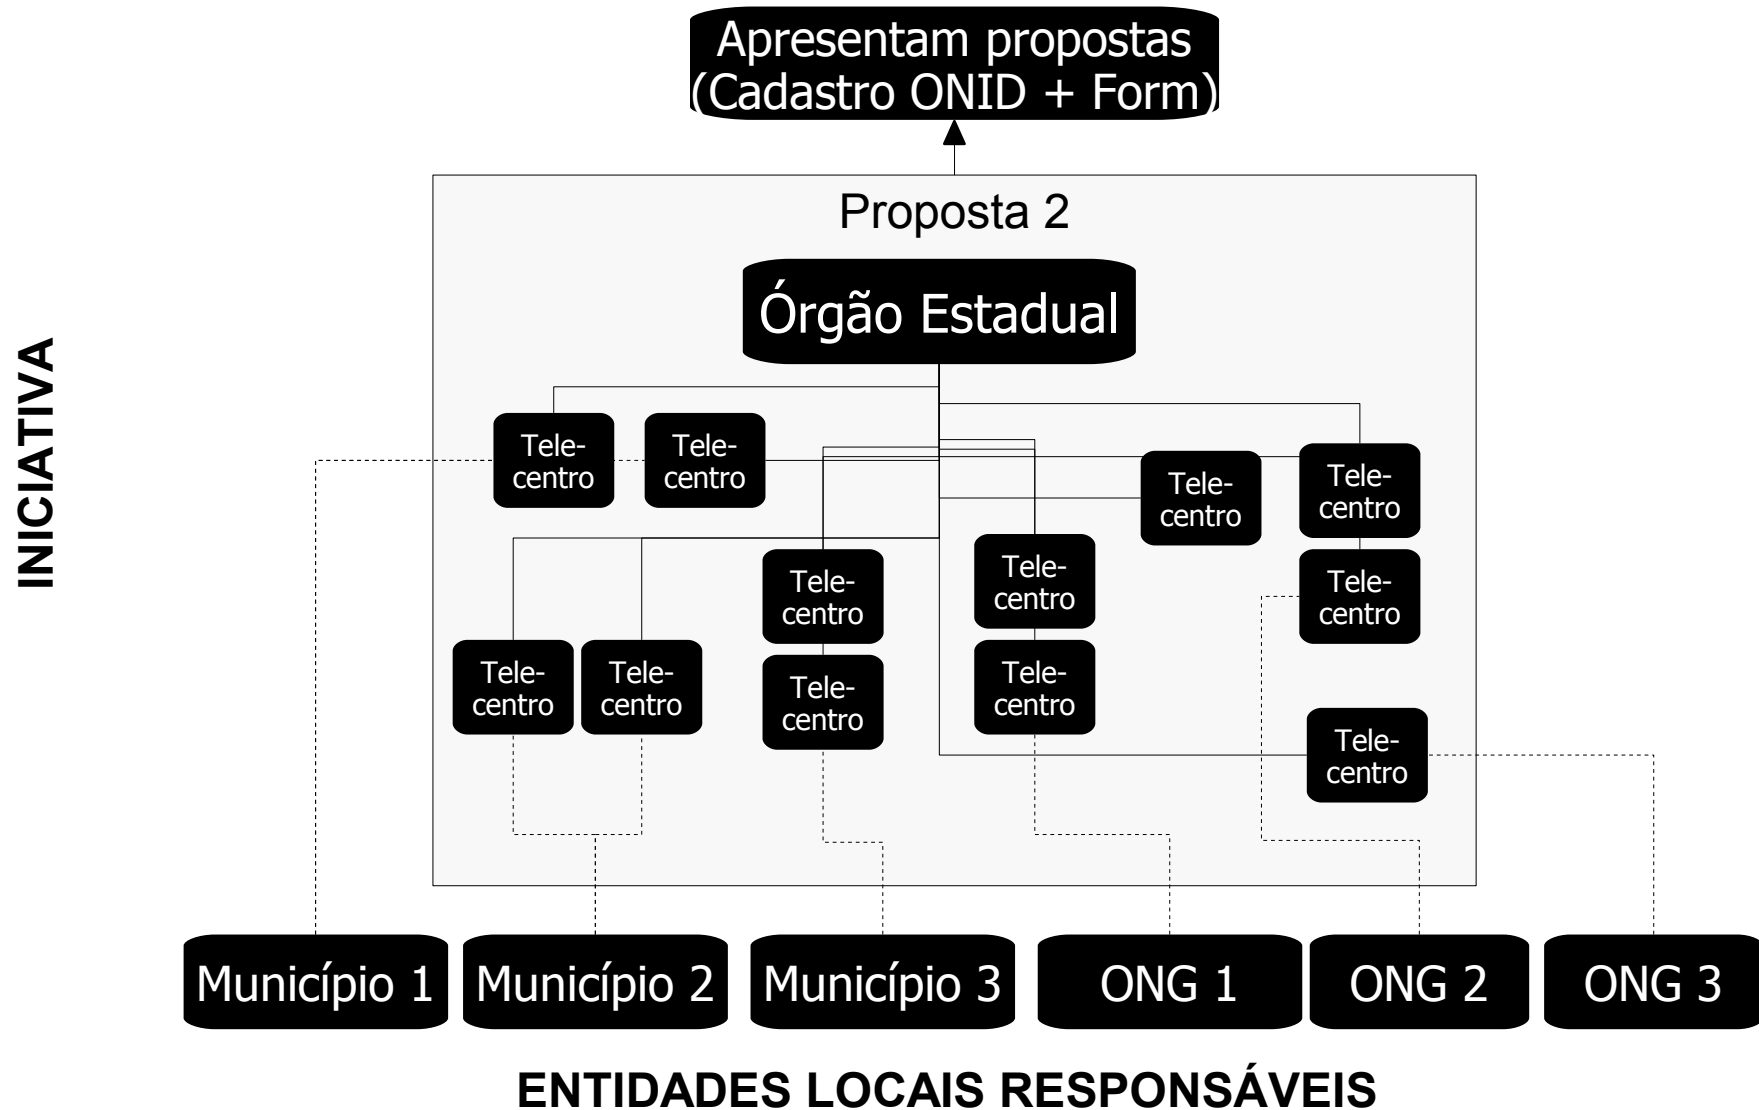 Apresentam propostas
(Cadastro ONID + Form)
Proposta 2
Órgão Estadual
INICIATIVA
Tele-
centro
Tele-
centro
Tele-
centro
Tele-
centro
Tele-
centro
Tele-
centro
Tele-
centro
Tele-
centro
Tele-
centro
Tele-
centro
Tele-
centro
Tele-
centro
Município 1
Município 2
Município 3
ONG 1
ONG 2
ONG 3
ENTIDADES LOCAIS RESPONSÁVEIS